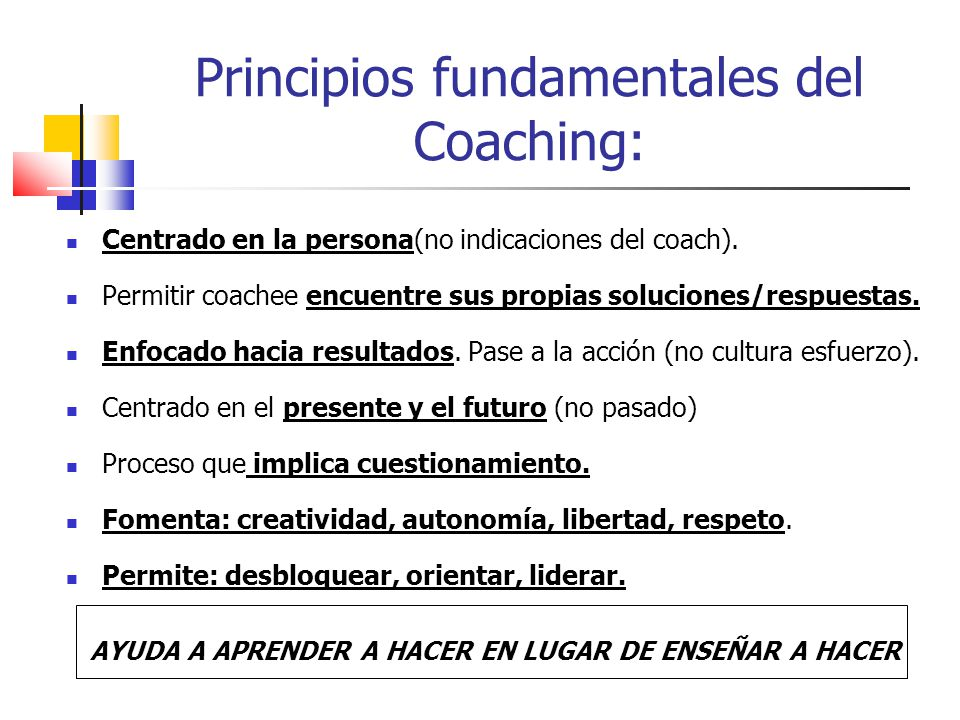 Principios fundamentales del
Coaching:
Centrado en la persona(no indicaciones del coach).
Permitir coachee encuentre sus propias soluciones/respuestas.
Enfocado hacia resultados. Pase a la acción (no cultura esfuerzo).
Centrado en el presente y el futuro (no pasado)
Proceso que implica cuestionamiento.
Fomenta: creatividad, autonomía, libertad, respeto.
Permite: desbloquear, orientar, liderar.
AYUDA A APRENDER A HACER EN LUGAR DE ENSEÑAR A HACER